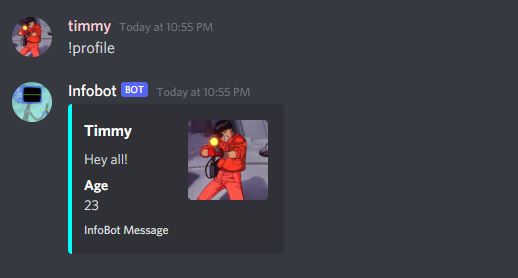 timmy Today at 10:55 PM
!profile
Infobot BOT Today at 10:55 PM
Timmy
Hey all!
Age
23
InfoBot Message